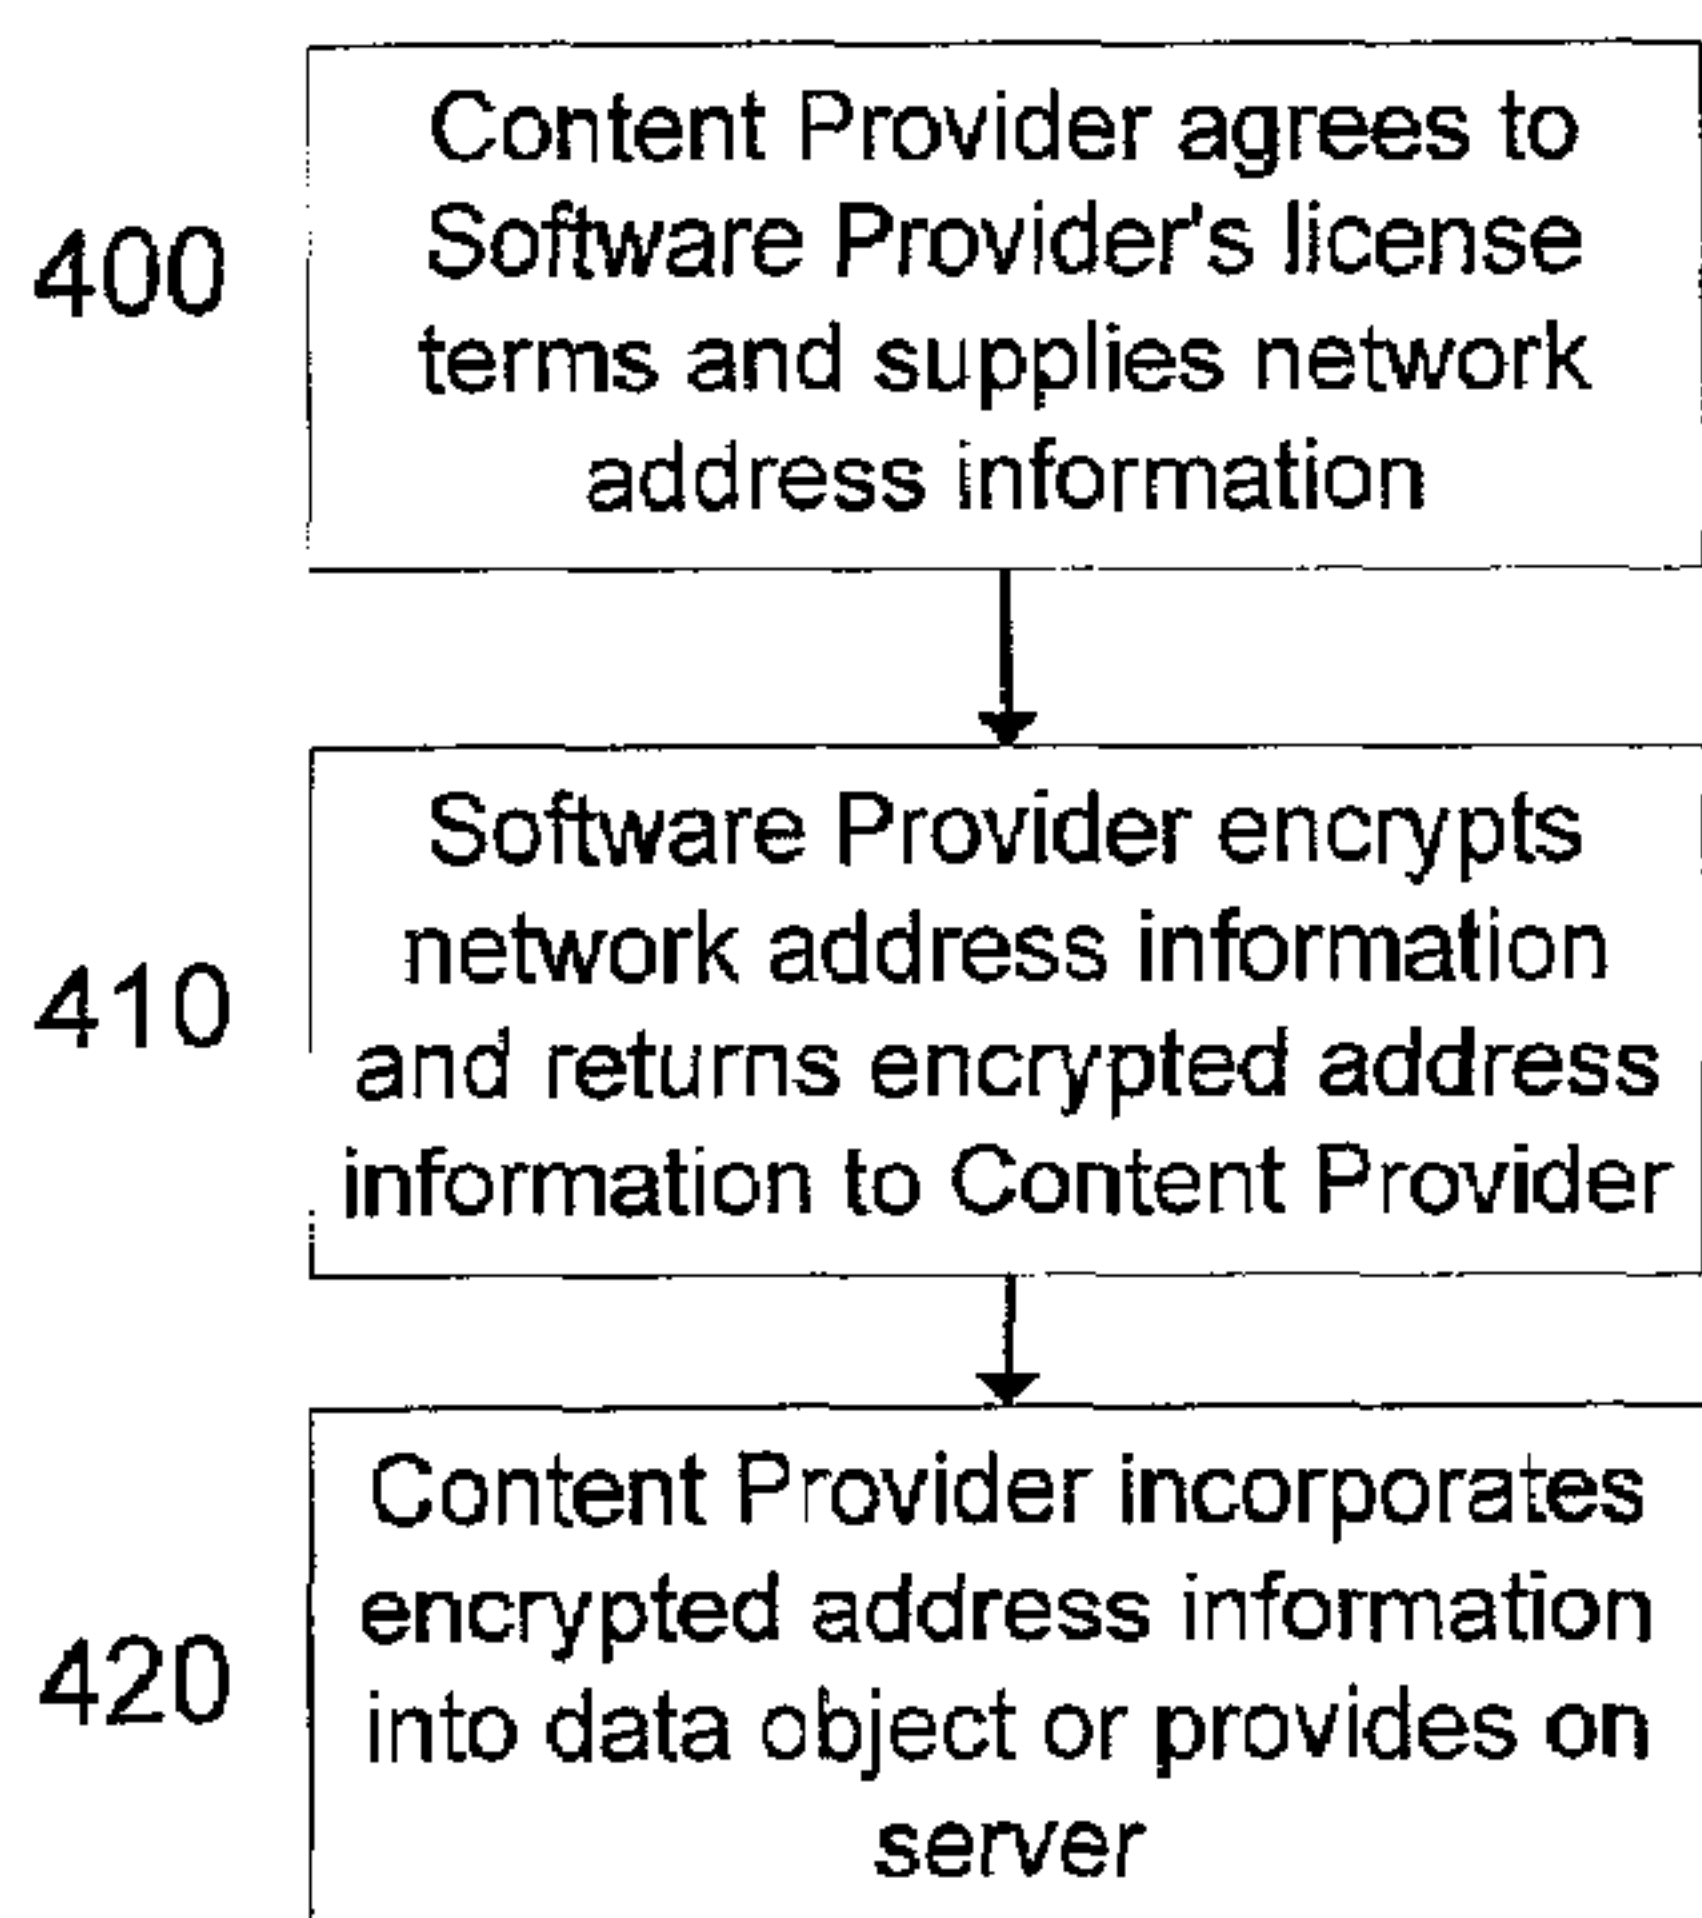 400
Content Provider agrees to
Software Provider's license
terms and supplies network
address information
410
Software Provider encrypts
network address information
and returns encrypted address
information to Content Provider
420
Content Provider incorporates
encrypted address information
into data object or provides on
server